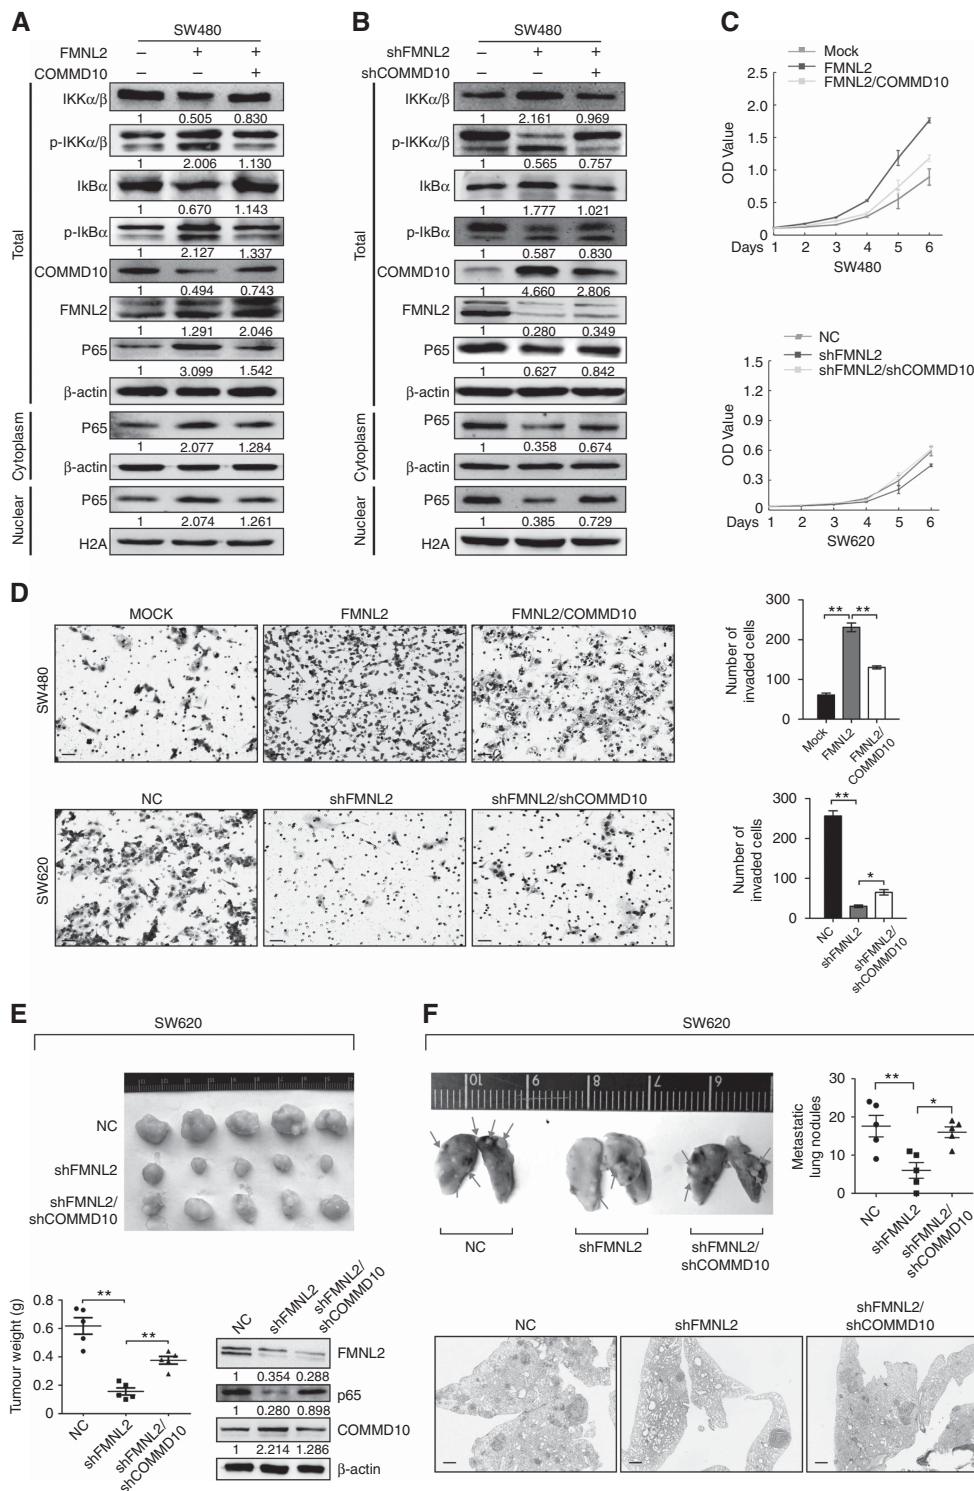 A
SW480
FMNL2 – + +
COMMD10 – – +
Total
IKKα/β
1 0.505 0.830
p-IKKα/β
1 2.006 1.130
IkBα
1 0.670 1.143
p-IkBα
1 2.127 1.337
COMMD10
1 0.494 0.743
FMNL2
1 1.291 2.046
P65
1 3.099 1.542
β-actin
Cytoplasm
P65
1 2.077 1.284
β-actin
Nuclear
P65
1 2.074 1.261
H2A
B
SW480
shFMNL2 – + +
shCOMMD10 – – +
Total
IKKα/β
1 2.161 0.969
p-IKKα/β
1 0.565 0.757
IkBα
1 1.777 1.021
p-IkBα
1 0.587 0.830
COMMD10
1 4.660 2.806
FMNL2
1 0.280 0.349
P65
1 0.627 0.842
β-actin
Cytoplasm
P65
1 0.358 0.674
β-actin
Nuclear
P65
1 0.385 0.729
H2A
C
Mock
FMNL2
FMNL2/COMMD10
OD Value
2.5
2.0
1.5
1.0
0.5
0
Days 1 2 3 4 5 6
SW480
NC
shFMNL2
shFMNL2/shCOMMD10
OD Value
1.5
1.2
0.9
0.6
0.3
0
Days 1 2 3 4 5 6
SW620
D
MOCK FMNL2 FMNL2/COMMD10
SW480
NC shFMNL2 shFMNL2/shCOMMD10
SW620
Number of
invaded cells
300
200
100
0
** **
Mock
FMNL2
FMNL2/
COMMD10
Number of
invaded cells
300
200
100
0
**
*
NC
shFMNL2
shFMNL2/
shCOMMD10
E
SW620
NC
shFMNL2
shFMNL2/
shCOMMD10
Tumour weight (g)
0.8
0.6
0.4
0.2
0
**
**
NC
shFMNL2
shFMNL2/
shCOMMD10
NC
shFMNL2
shFMNL2/
shCOMMD10
FMNL2
1 0.354 0.288
p65
1 0.280 0.898
COMMD10
1 2.214 1.286
β-actin
F
SW620
10 9 8 7 6
NC
shFMNL2
shFMNL2/
shCOMMD10
Metastatic
lung nodules
30
20
10
0
**
*
NC
shFMNL2
shFMNL2/
shCOMMD10
NC
shFMNL2
shFMNL2/
shCOMMD10